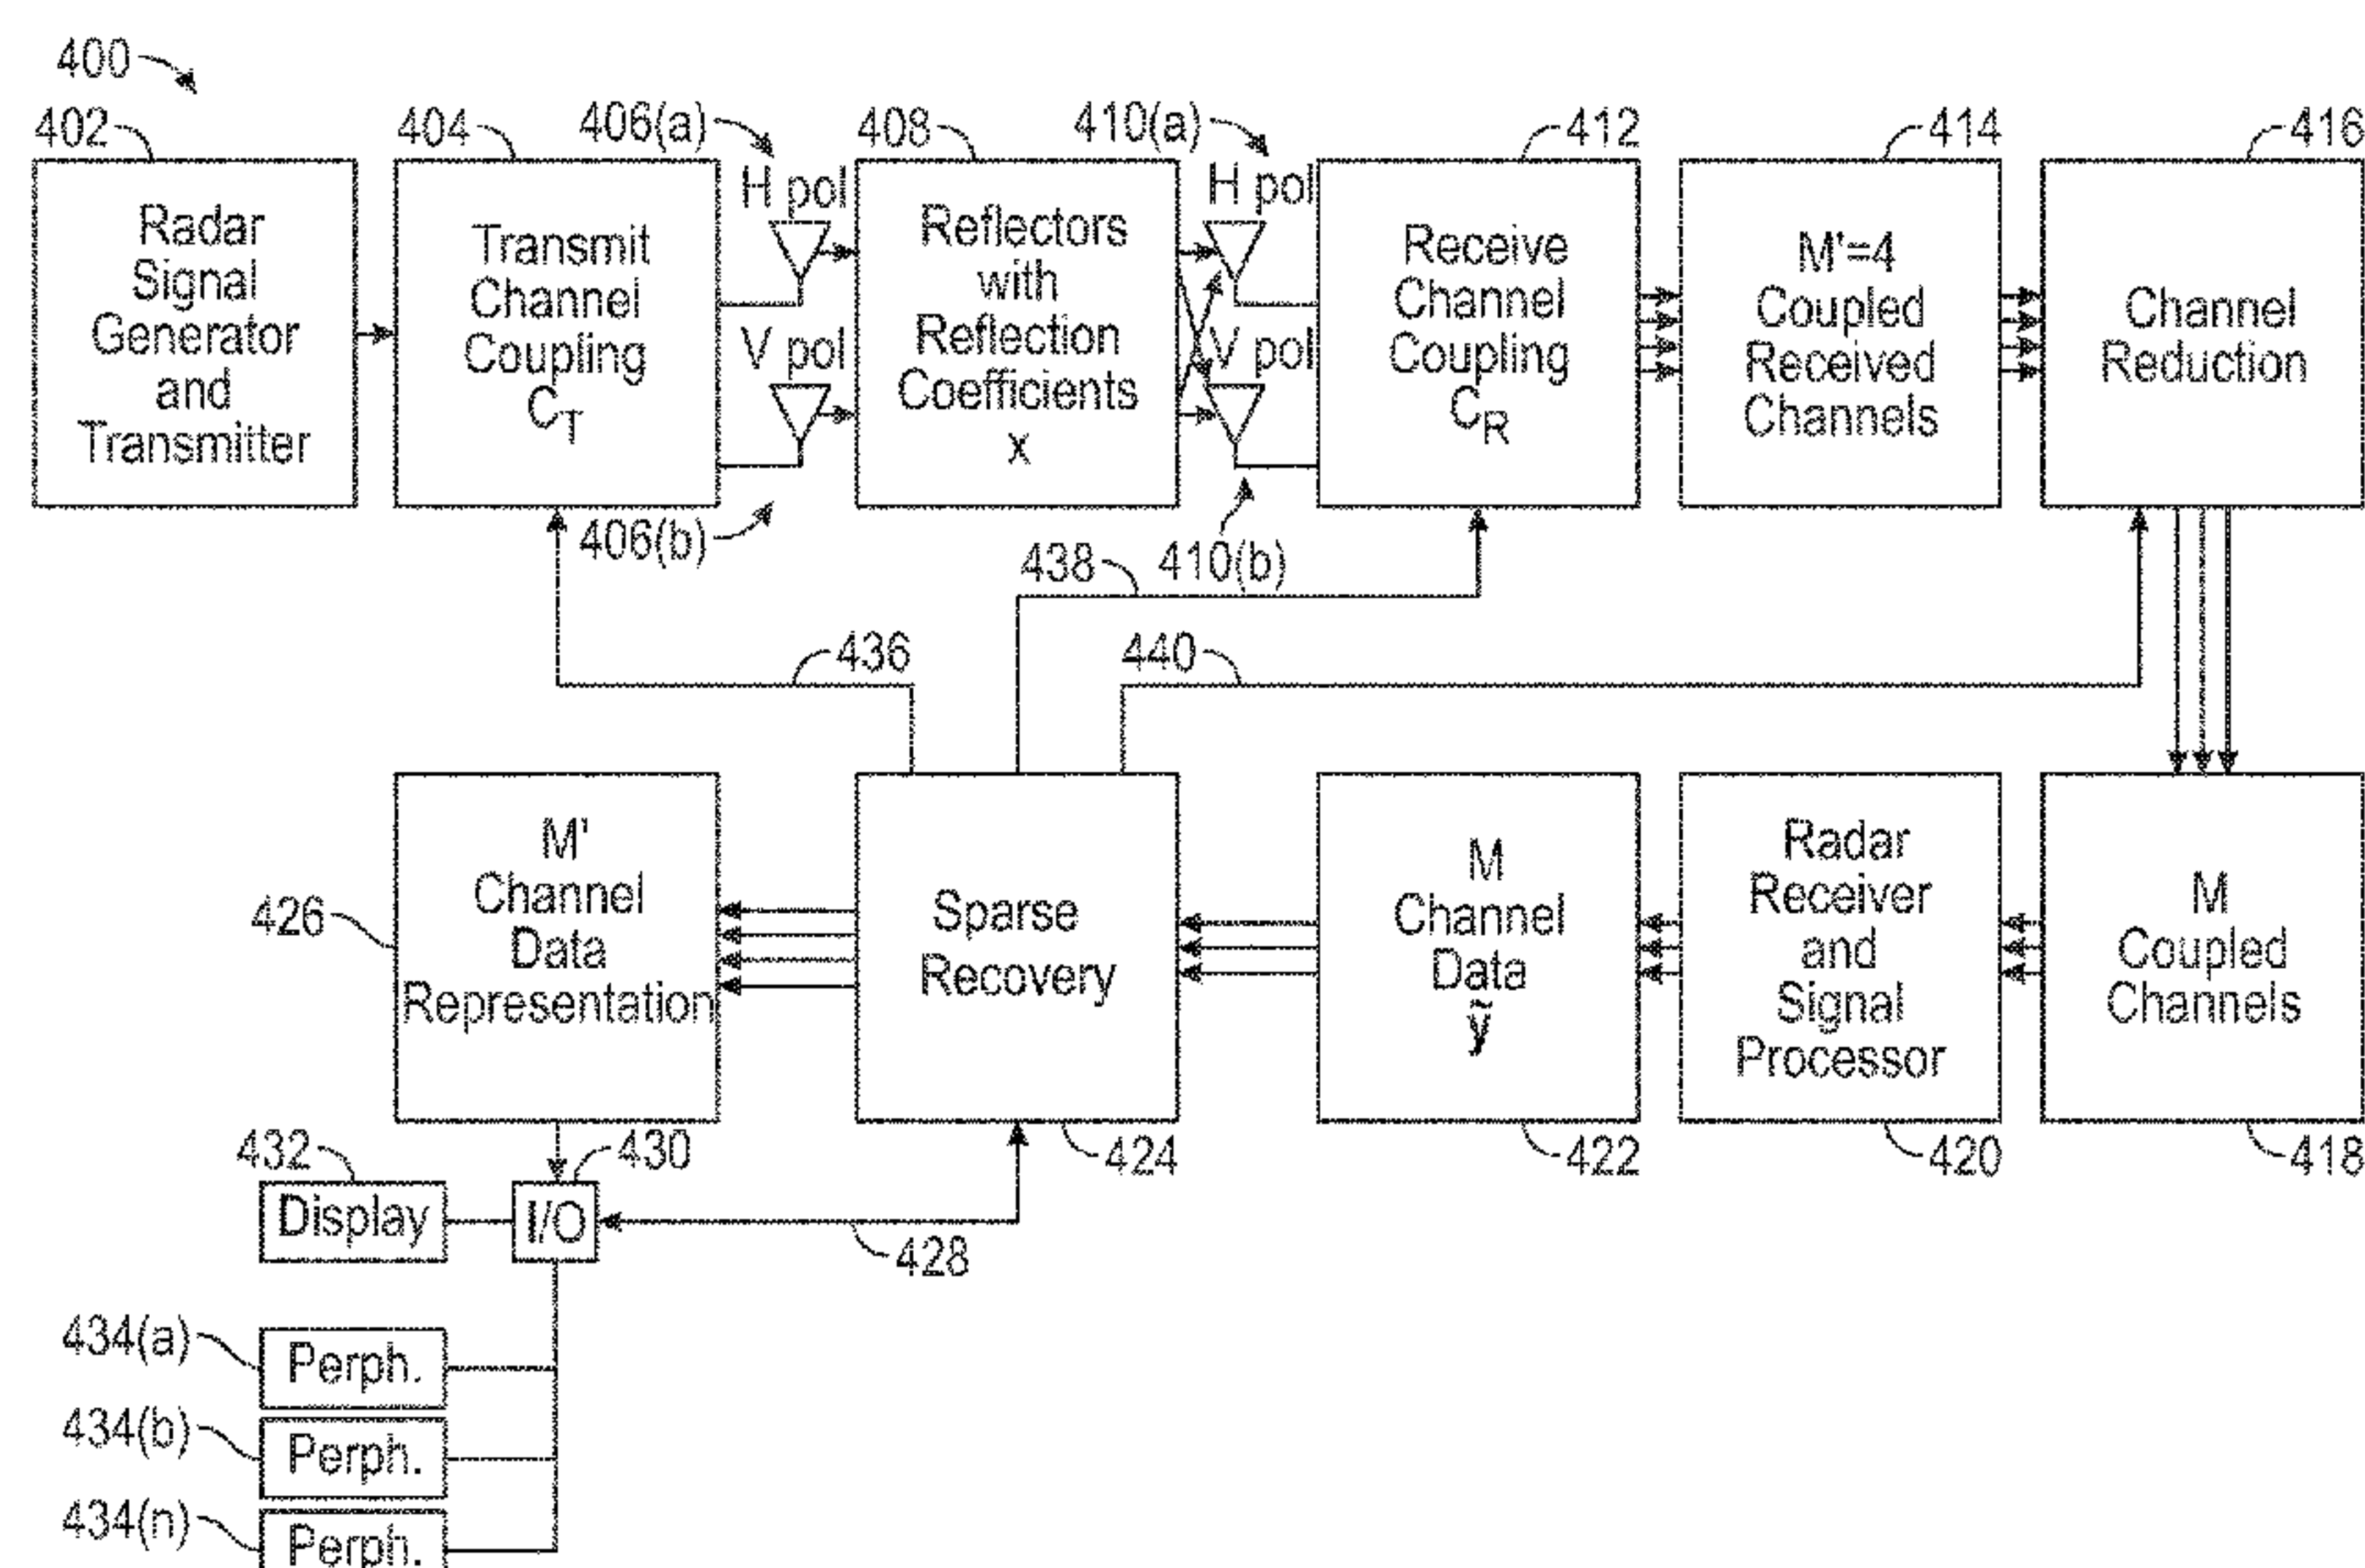 400
402
404
406(a)
408
410(a)
412
414
416
Radar
Signal
Generator
and
Transmitter
Transmit
Channel
Coupling
CT
H pol
V pol
406(b)
Reflectors
with
Reflection
Coefficients
x
H pol
V pol
410(b)
Receive
Channel
Coupling
CR
M'=4
Coupled
Received
Channels
Channel
Reduction
438
436
440
M'
Channel
Data
Representation
426
Sparse
Recovery
424
M
Channel
Data
ỹ
422
Radar
Receiver
and
Signal
Processor
420
M
Coupled
Channels
418
432
430
Display
I/O
428
434(a)
Perph.
434(b)
Perph.
434(n)
Perph.